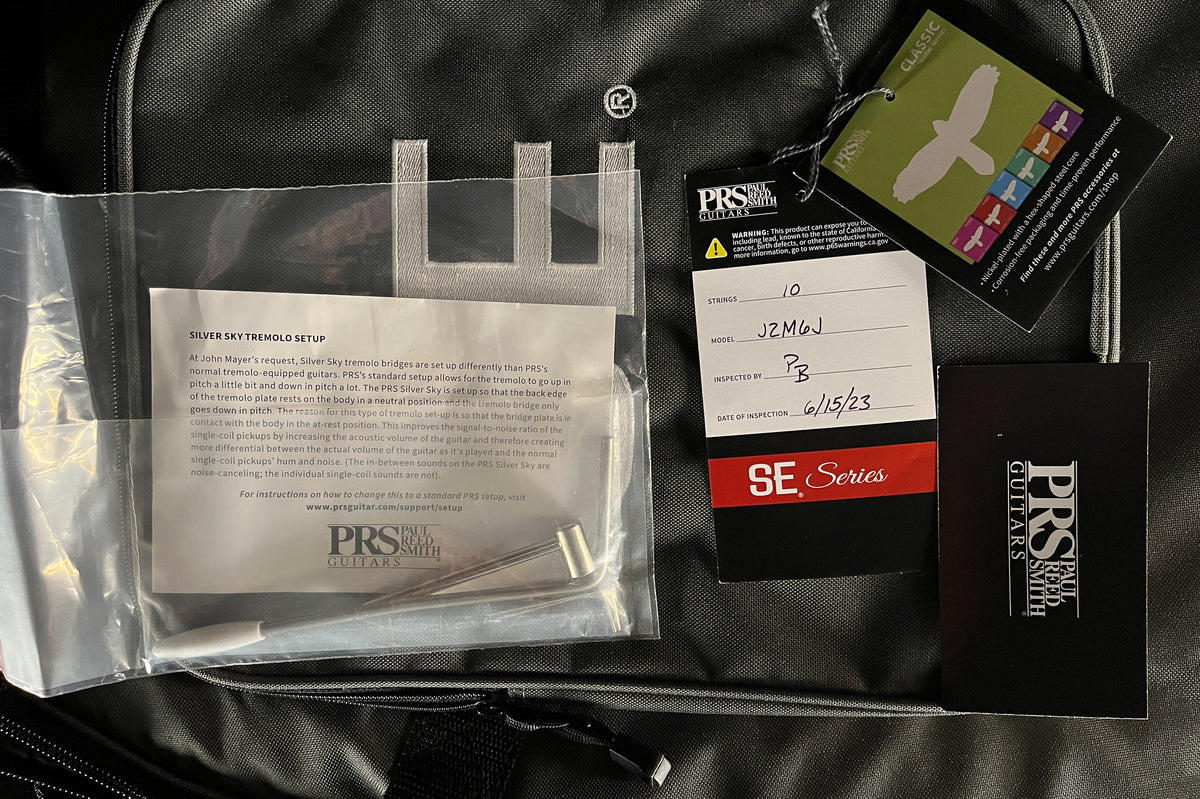 ®
SE
SILVER SKY TREMOLO SETUP
At John Mayer's request, Silver Sky tremolo bridges are set up differently than PRS's
normal tremolo-equipped guitars. PRS's standard setup allows for the tremolo to go up in
pitch a little bit and down in pitch a lot. The PRS Silver Sky is set up so that the back edge
of the tremolo plate rests on the body in a neutral position and the tremolo bridge only
goes down in pitch. The reason for this type of tremolo set-up is so that the bridge plate is in
contact with the body in the at-rest position. This improves the signal-to-noise ratio of the
single-coil pickups by increasing the acoustic volume of the guitar and therefore creating
more differential between the actual volume of the guitar as it's played and the normal
single-coil pickups' hum and noise. (The in-between sounds on the PRS Silver Sky are
noise-canceling; the individual single-coil sounds are not).
For instructions on how to change this to a standard PRS setup, visit
www.prsguitar.com/support/setup
PRS PAUL REED SMITH®
GUITARS
PRS PAUL REED SMITH
GUITARS
WARNING: This product can expose you to
including lead, known to the state of California
cancer, birth defects, or other reproductive harm.
more information, go to www.p65warnings.ca.gov
STRINGS 10
MODEL J2M6J
INSPECTED BY PB
DATE OF INSPECTION 6/15/23
SE® Series
CLASSIC
Guitar Strings
PRS PAUL REED SMITH
GUITARS
• Nickel-plated with a hex-shaped steel core
• Corrosion-free packaging and time-proven performance
Find these and more PRS accessories at
www.prsguitars.com/shop
PRS PAUL REED SMITH®
GUITARS